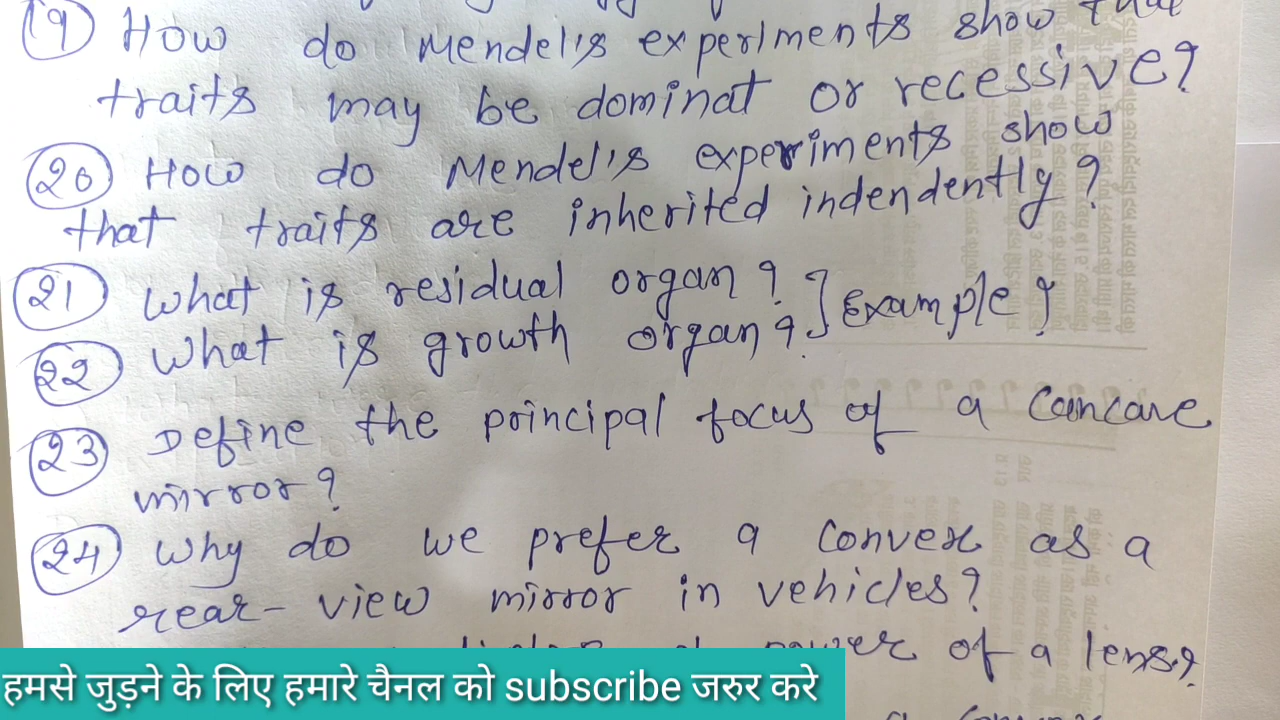 19 How do Mendel's experiments show that
traits may be dominat or recessive?
20 How do Mendel's experiments show
that traits are inherited indendently?
21 What is residual organ?
22 What is growth organ? ] Example ?
23 Define the principal focus of a Concave
mirror?
24 Why do we prefer a convex as a
rear-view mirror in vehicles?
power of a lens?
हमसे जुड़ने के लिए हमारे चैनल को subscribe जरुर करे